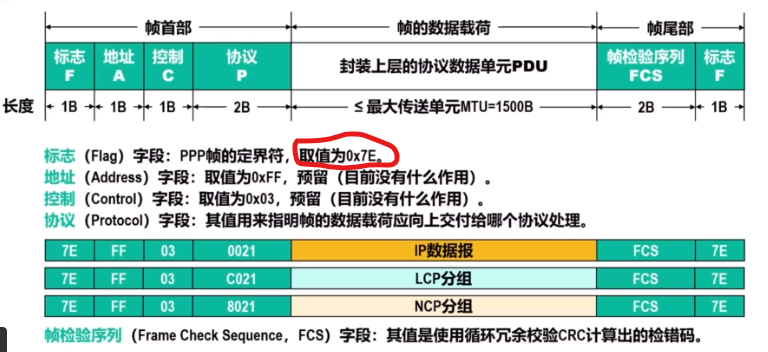 帧首部 帧的数据载荷 帧尾部
标志 地址 控制 协议 封装上层的协议数据单元PDU 帧检验序列 标志
F A C P FCS F
长度 1B 1B 1B 2B ≤最大传送单元MTU=1500B 2B 1B
标志（Flag）字段：PPP帧的定界符，取值为0x7E。
地址（Address）字段：取值为0xFF，预留（目前没有什么作用）。
控制（Control）字段：取值为0x03，预留（目前没有什么作用）。
协议（Protocol）字段：其值用来指明帧的数据载荷应向上交付给哪个协议处理。
7E FF 03 0021 IP数据报 FCS 7E
7E FF 03 C021 LCP分组 FCS 7E
7E FF 03 8021 NCP分组 FCS 7E
帧检验序列（Frame Check Sequence，FCS）字段：其值是使用循环冗余校验CRC计算出的检错码。